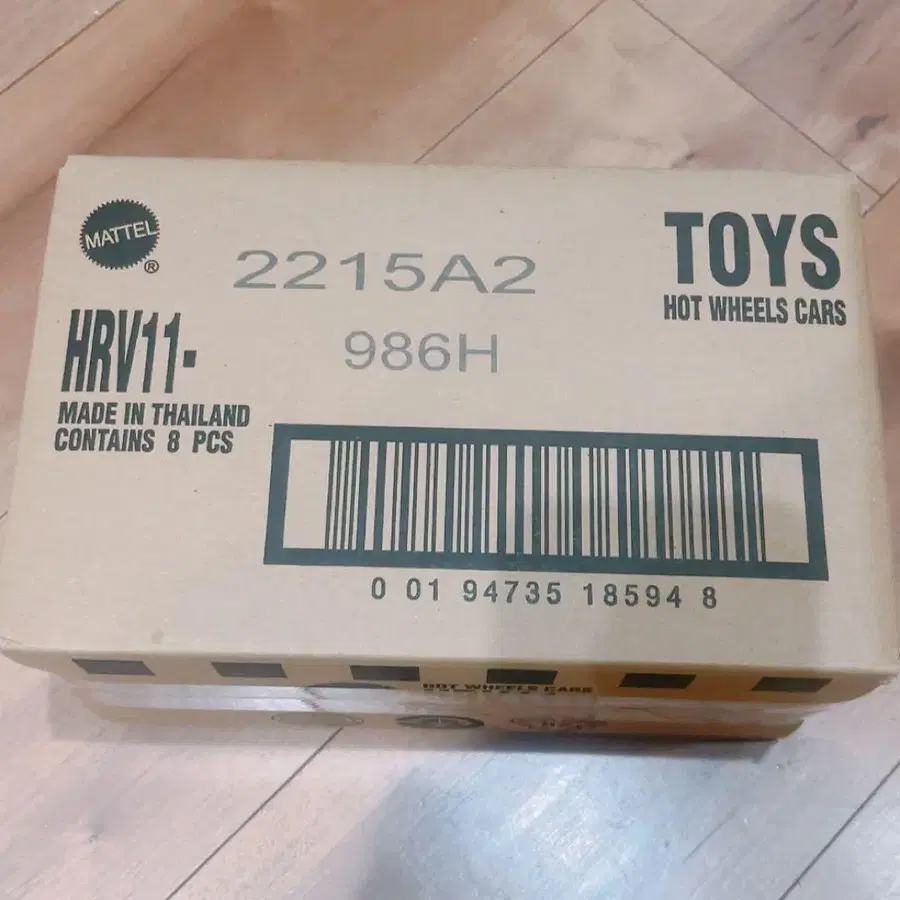 MATTEL
®
2215A2
TOYS
HOT WHEELS CARS
986H
HRV11-
MADE IN THAILAND
CONTAINS 8 PCS
0 01 94735 18594 8
HOT WHEELS CARS